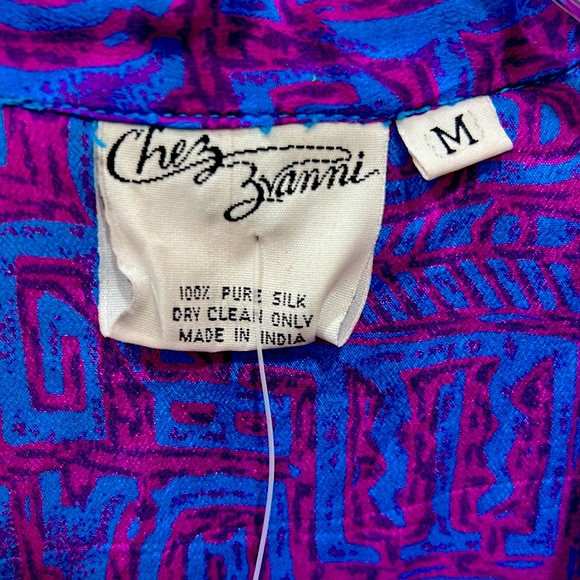 Chez
Zvanni
M
100% PURE SILK
DRY CLEAN ONLY
MADE IN INDIA